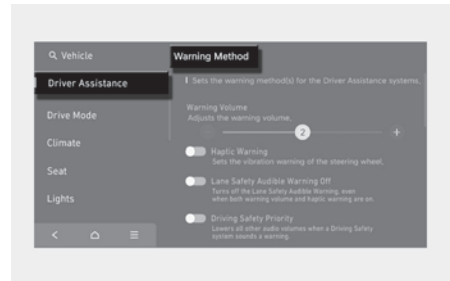 Vehicle
Warning Method
Driver Assistance
Sets the warning method(s) for the Driver Assistance systems.
Warning Volume
Adjusts the warning volume.
Drive Mode
2
+
Climate
Haptic Warning
Sets the vibration warning of the steering wheel.
Seat
Lane Safety Audible Warning Off
Turns off the Lane Safety Audible Warning, even
when both warning volume and haptic warning are on.
Lights
Driving Safety Priority
Lowers all other audio volumes when a Driving Safety
system sounds a warning.